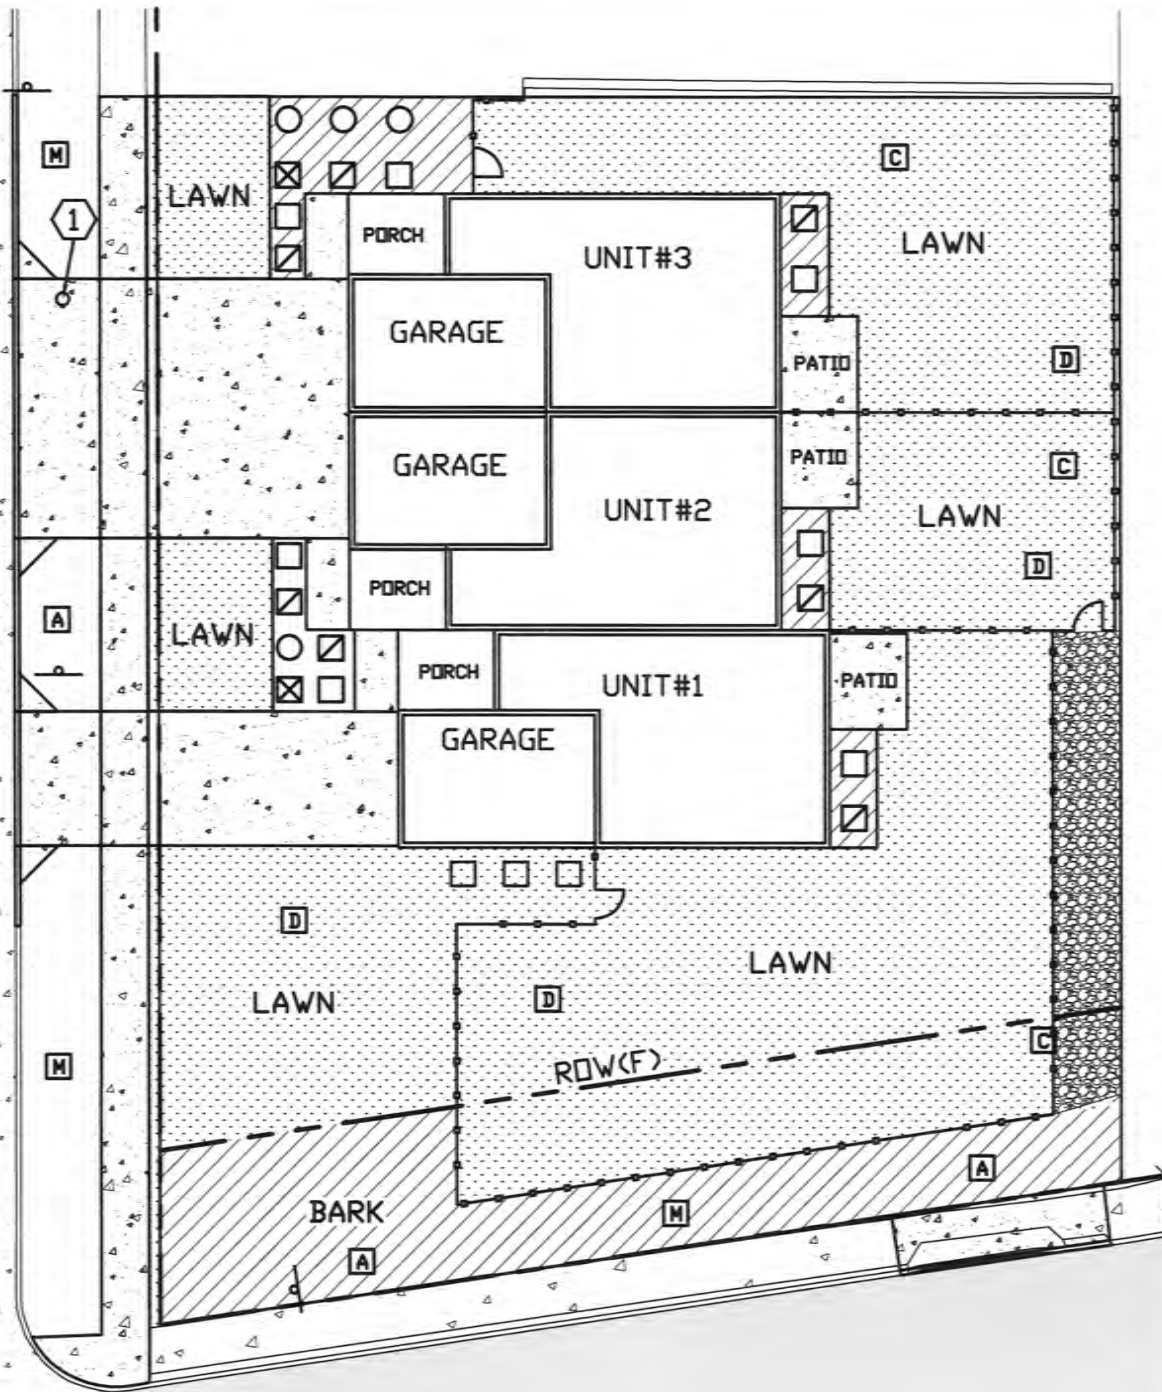 M
C
1
LAWN
PORCH
UNIT#3
LAWN
GARAGE
PATIO
D
GARAGE
PATIO
C
UNIT#2
LAWN
D
PORCH
A
LAWN
PORCH
UNIT#1
PATIO
GARAGE
D
LAWN
LAWN
D
C
ROW(F)
M
A
BARK
M
A